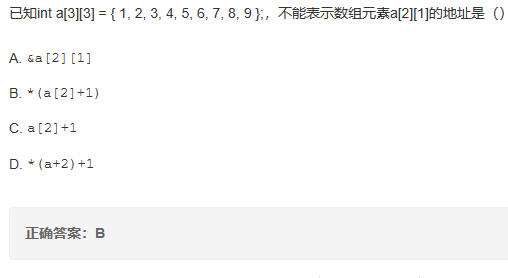 已知int a[3][3] = { 1, 2, 3, 4, 5, 6, 7, 8, 9 };，不能表示数组元素a[2][1]的地址是（）
A. &a[2][1]
B. *(a[2]+1)
C. a[2]+1
D. *(a+2)+1
正确答案：B